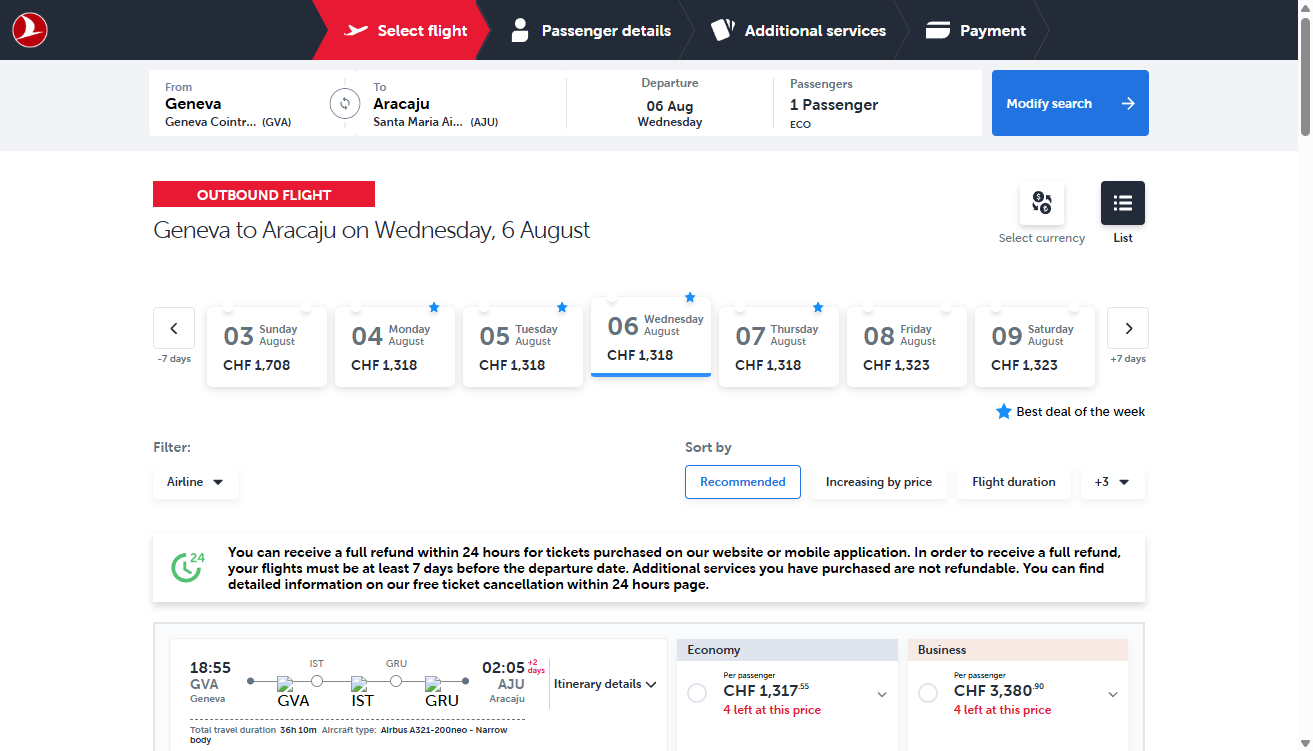 Select flight
Passenger details
Additional services
Payment
From
Geneva
Geneva Cointr... (GVA)
To
Aracaju
Santa Maria Ai... (AJU)
Departure
06 Aug
Wednesday
Passengers
1 Passenger
ECO
Modify search
OUTBOUND FLIGHT
Geneva to Aracaju on Wednesday, 6 August
Select currency
List
-7 days
03 Sunday August
CHF 1,708
04 Monday August
CHF 1,318
05 Tuesday August
CHF 1,318
06 Wednesday August
CHF 1,318
07 Thursday August
CHF 1,318
08 Friday August
CHF 1,323
09 Saturday August
CHF 1,323
+7 days
Best deal of the week
Filter:
Airline
Sort by
Recommended
Increasing by price
Flight duration
+3
24
You can receive a full refund within 24 hours for tickets purchased on our website or mobile application. In order to receive a full refund,
your flights must be at least 7 days before the departure date. Additional services you have purchased are not refundable. You can find
detailed information on our free ticket cancellation within 24 hours page.
18:55
GVA
Geneva
IST
GRU
GVA
IST
GRU
02:05 +2 days
AJU
Aracaju
Itinerary details
Total travel duration 36h 10m Aircraft type: Airbus A321-200neo - Narrow
body
Economy
Per passenger
CHF 1,317.55
4 left at this price
Business
Per passenger
CHF 3,380.90
4 left at this price